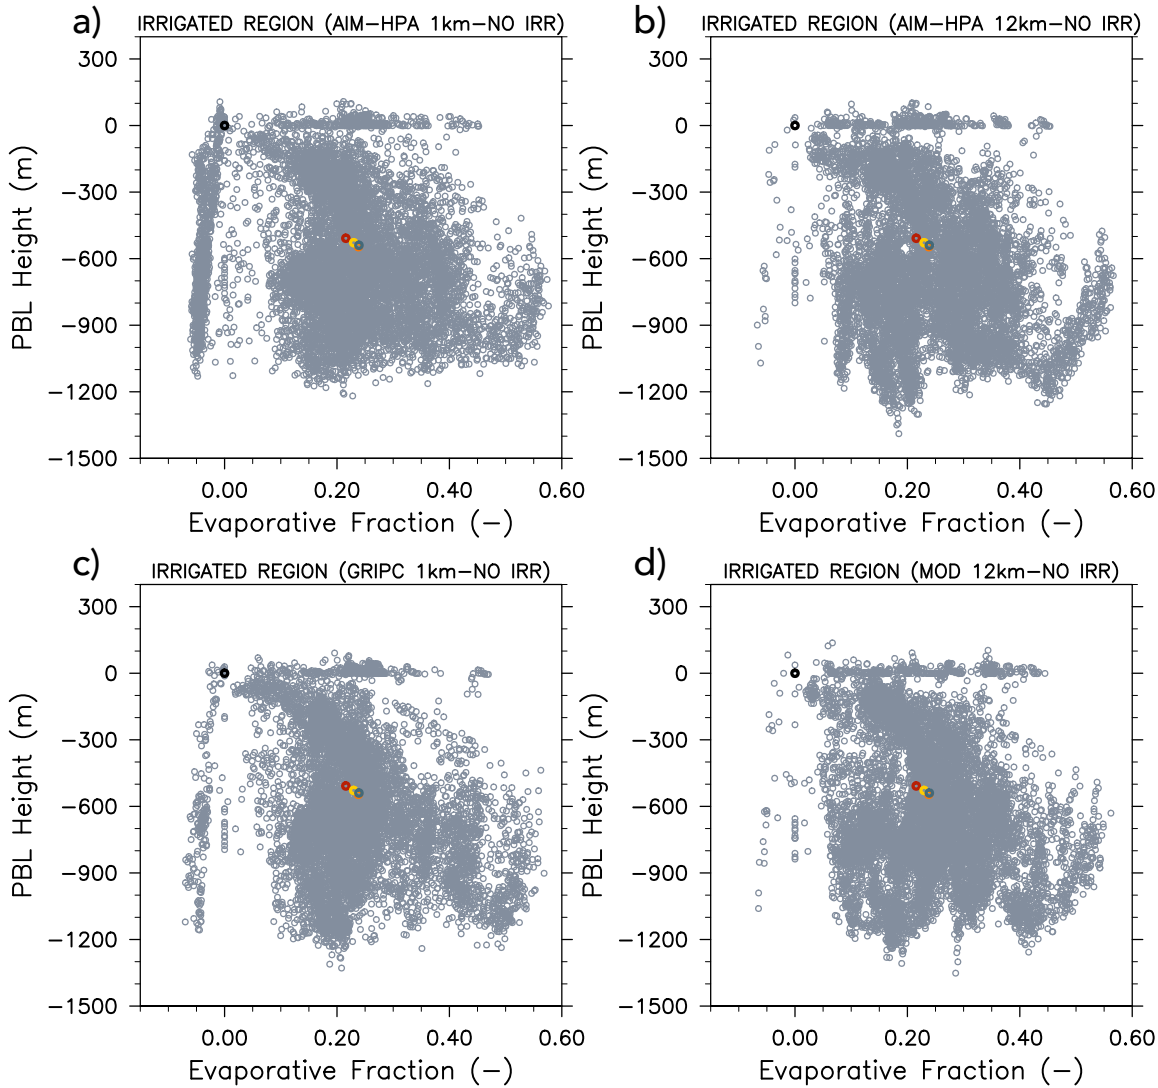 a) IRRIGATED REGION (AIM−HPA 1km−NO IRR)
300
0
−300
−600
−900
−1200
−1500
PBL Height (m)
0.00 0.20 0.40 0.60
Evaporative Fraction (−)
b) IRRIGATED REGION (AIM−HPA 12km−NO IRR)
300
0
−300
−600
−900
−1200
−1500
PBL Height (m)
0.00 0.20 0.40 0.60
Evaporative Fraction (−)
c) IRRIGATED REGION (GRIPC 1km−NO IRR)
300
0
−300
−600
−900
−1200
−1500
PBL Height (m)
0.00 0.20 0.40 0.60
Evaporative Fraction (−)
d) IRRIGATED REGION (MOD 12km−NO IRR)
300
0
−300
−600
−900
−1200
−1500
PBL Height (m)
0.00 0.20 0.40 0.60
Evaporative Fraction (−)